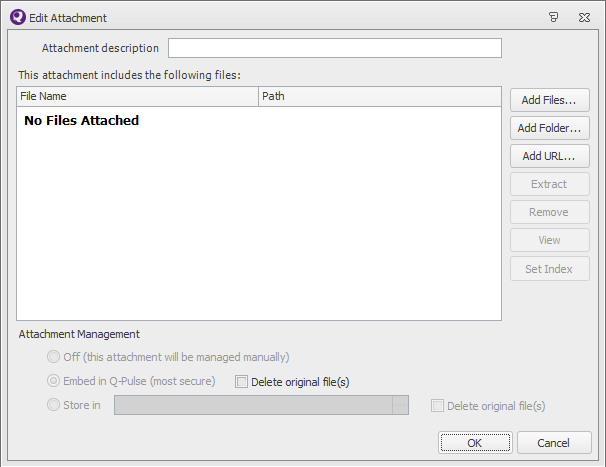 Edit Attachment
Attachment description
This attachment includes the following files:
File Name Path
No Files Attached
Add Files...
Add Folder...
Add URL...
Extract
Remove
View
Set Index
Attachment Management
Off (this attachment will be managed manually)
Embed in Q-Pulse (most secure) Delete original file(s)
Store in Delete original file(s)
OK Cancel